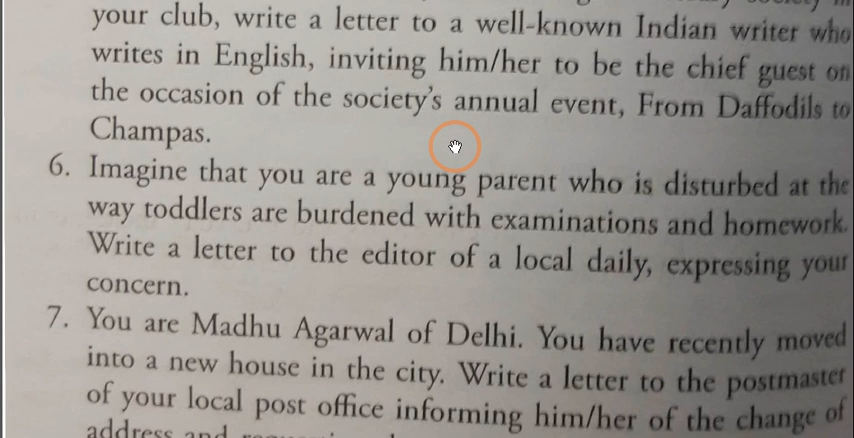 your club, write a letter to a well-known Indian writer who
writes in English, inviting him/her to be the chief guest on
the occasion of the society's annual event, From Daffodils to
Champas.
6. Imagine that you are a young parent who is disturbed at the
way toddlers are burdened with examinations and homework.
Write a letter to the editor of a local daily, expressing your
concern.
7. You are Madhu Agarwal of Delhi. You have recently moved
into a new house in the city. Write a letter to the postmaster
of your local post office informing him/her of the change of
address and